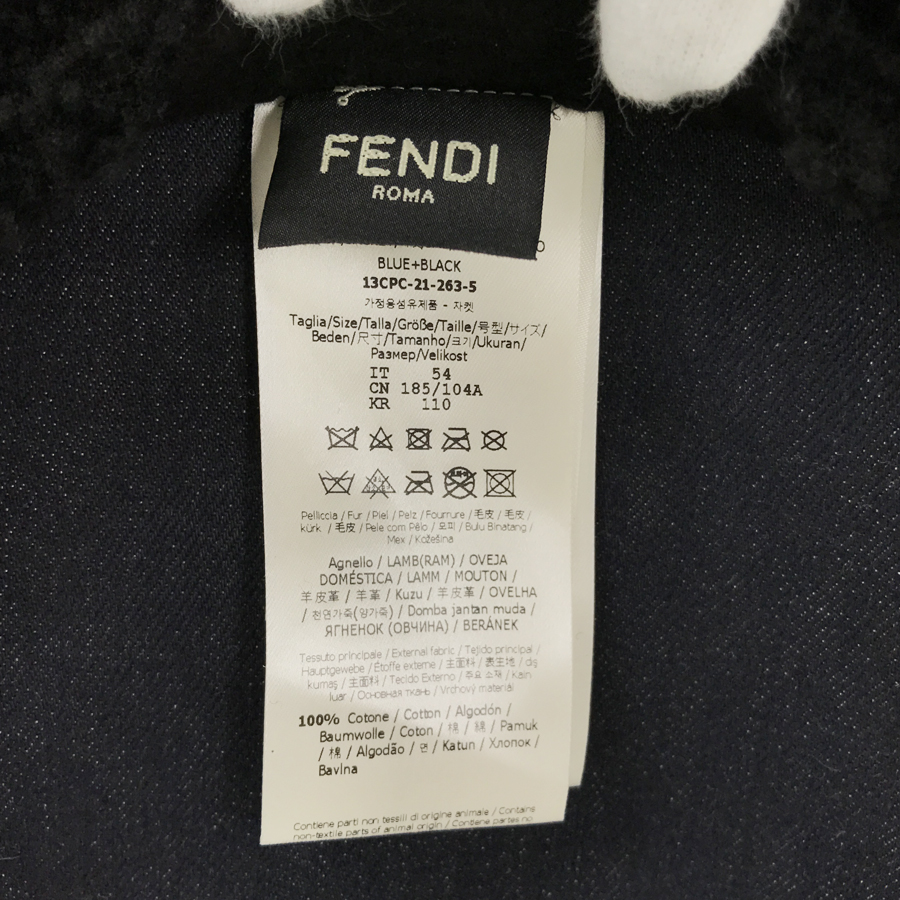 FENDI
ROMA
BLUE+BLACK
13CPC-21-263-5
가정용섬유제품 - 자켓
Taglia/Size/Talla/Größe/Taille/号型/サイズ/
Beden/尺寸/Tamanho/크기/Ukuran/
Размер/Velikost
IT 54
CN 185/104A
KR 110
Pelliccia / Fur / Piel / Pelz / Fourrure / 毛皮 / 毛皮 /
kürk / 毛皮 / Pele com Pêlo / 모피 / Bulu Binatang /
Mex / Kožešina
Agnello / LAMB(RAM) / OVEJA
DOMÉSTICA / LAMM / MOUTON /
羊皮革 / 羊革 / Kuzu / 羊皮革 / OVELHA
/ 천연가죽(양가죽) / Domba jantan muda /
ЯГНЕНОК (ОВЧИНА) / BERÁNEK
Tessuto principale / External fabric / Tejido principal /
Hauptgewebe / Étoffe externe / 主面料 / 表生地 / dış
kumaş / 主面料 / Tecido Externo / 주요 소재 / Kain
luar / Основная ткань / Vrchový materiál
100% Cotone / Cotton / Algodón /
Baumwolle / Coton / 棉 / 綿 / Pamuk
/ 棉 / Algodão / 면 / Katun / Хлопок /
Bavlna
Contiene parti non tessili di origine animale / Contains
non-textile parts of animal origin / Contiene partes no